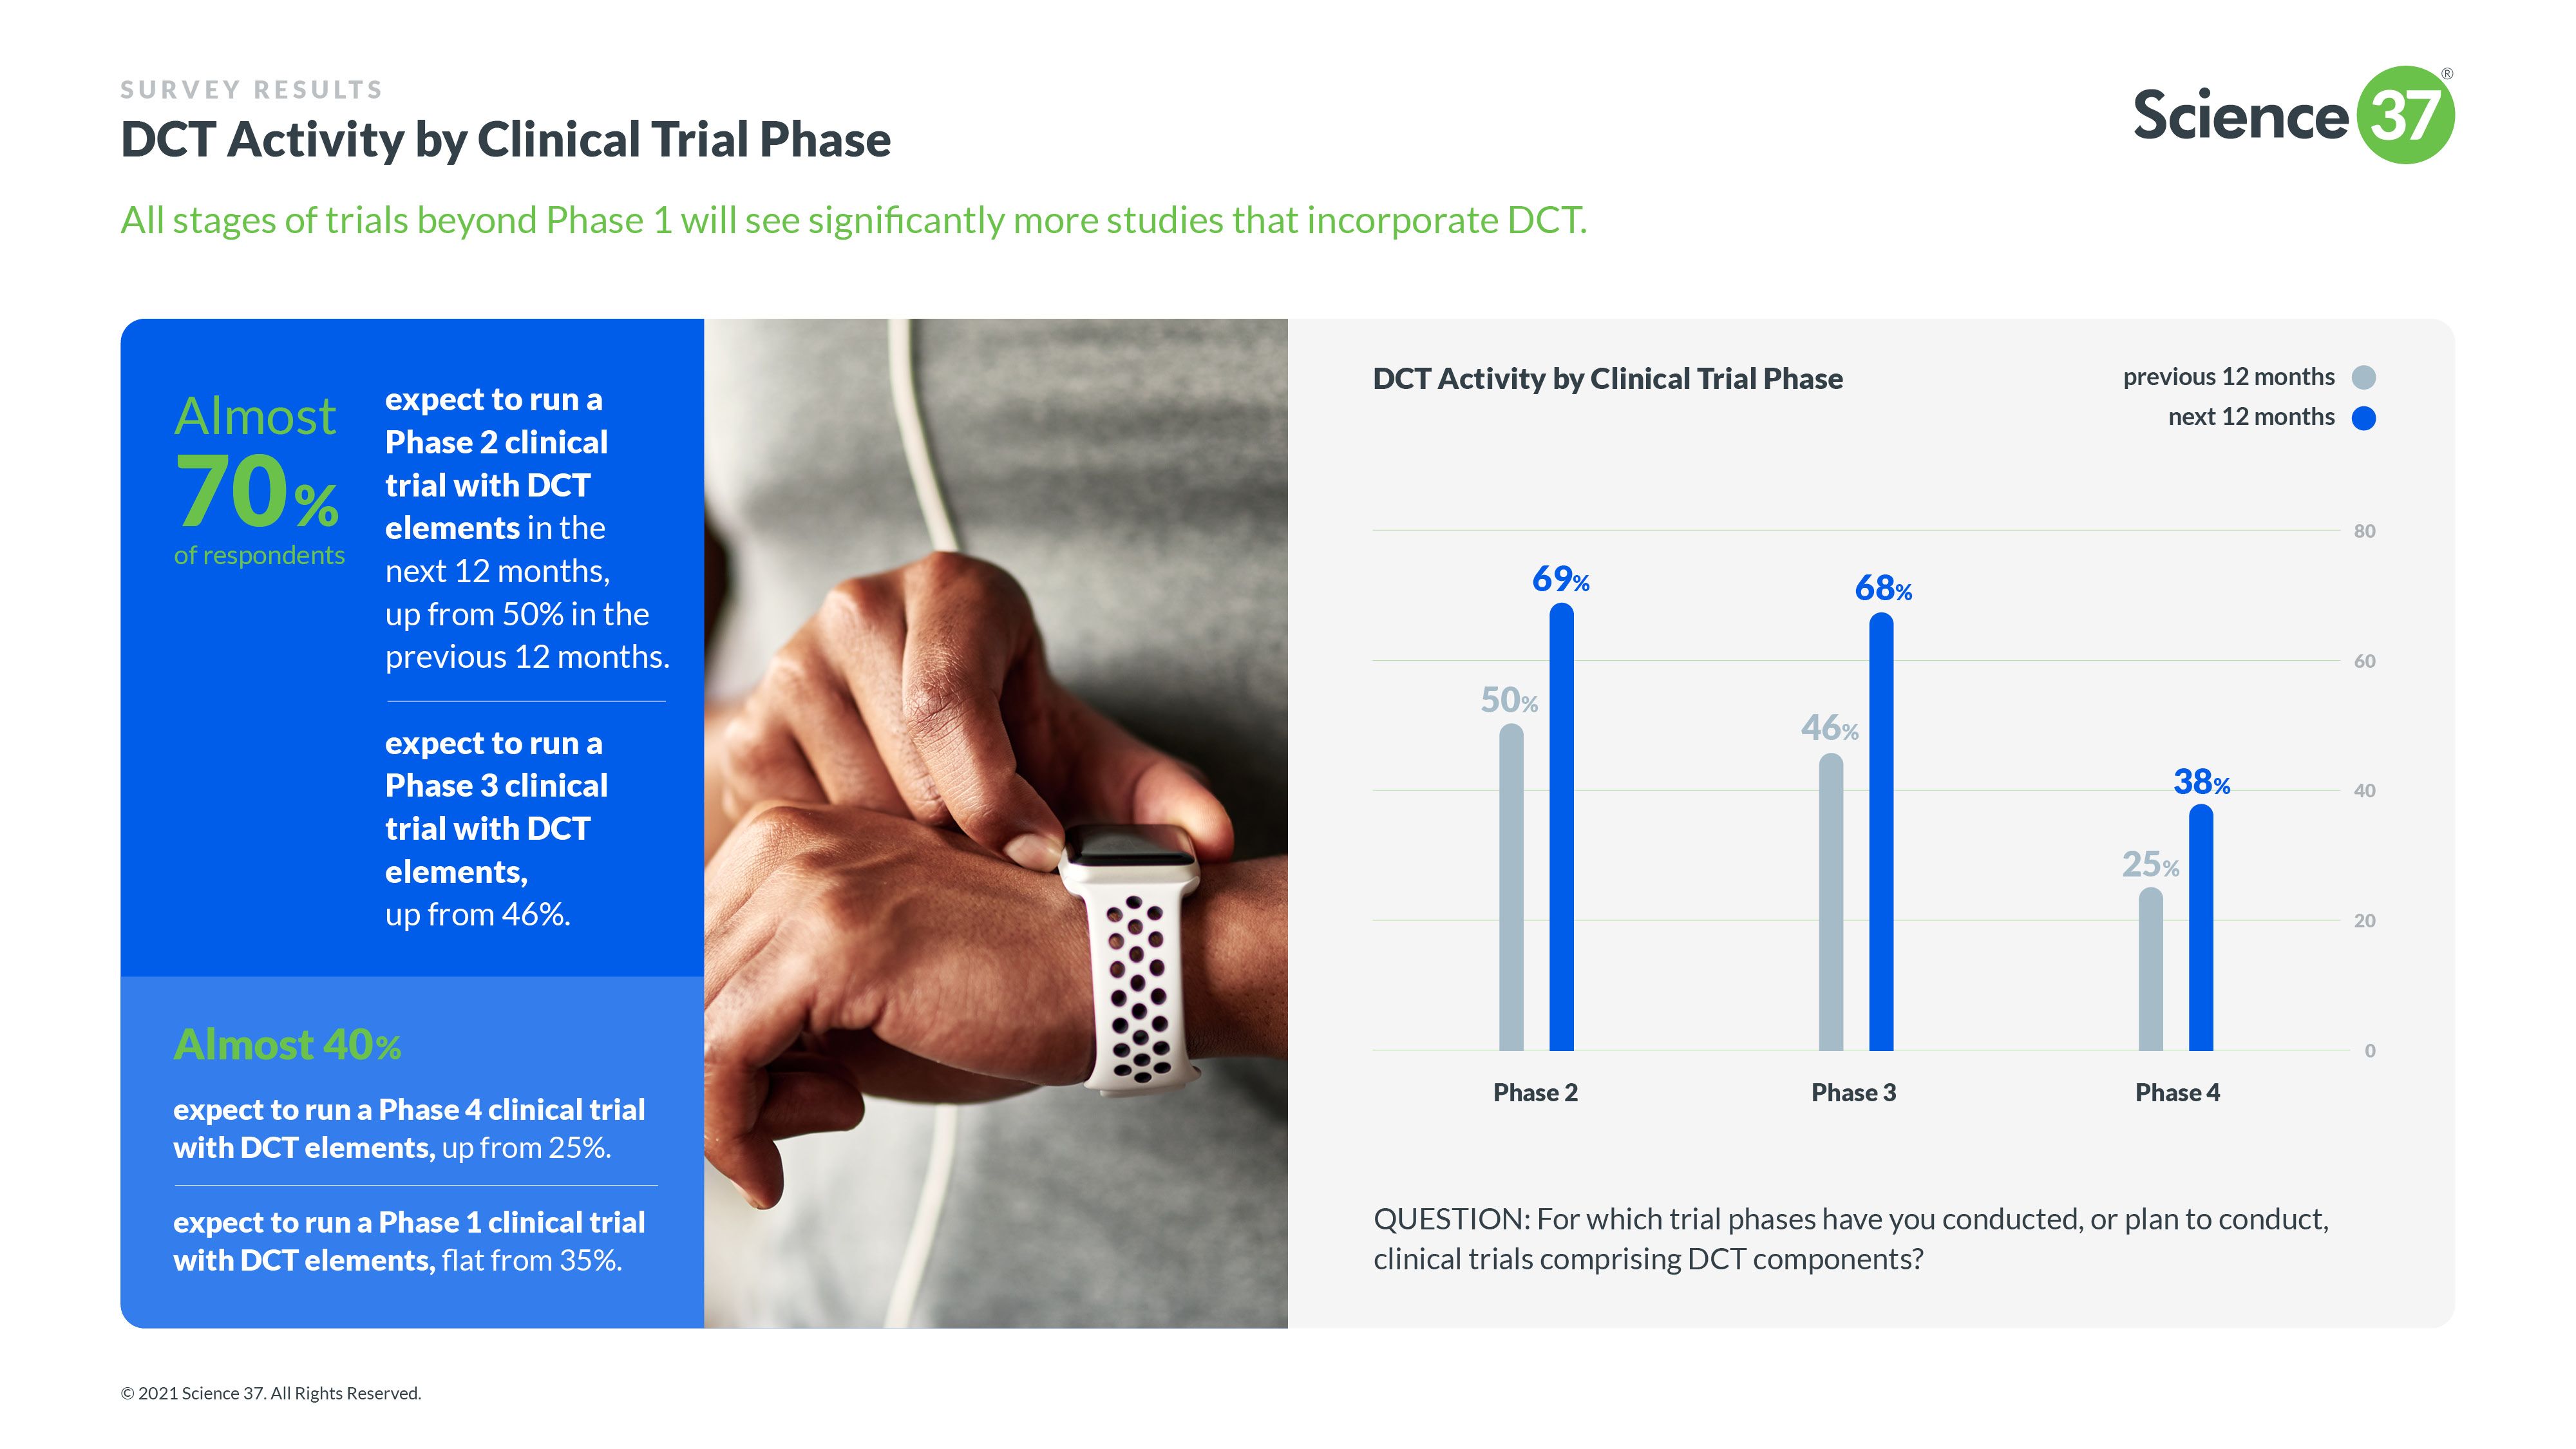 SURVEY RESULTS
DCT Activity by Clinical Trial Phase
Science 37®
All stages of trials beyond Phase 1 will see significantly more studies that incorporate DCT.
Almost
70%
of respondents
expect to run a
Phase 2 clinical
trial with DCT
elements in the
next 12 months,
up from 50% in the
previous 12 months.
expect to run a
Phase 3 clinical
trial with DCT
elements,
up from 46%.
Almost 40%
expect to run a Phase 4 clinical trial
with DCT elements, up from 25%.
expect to run a Phase 1 clinical trial
with DCT elements, flat from 35%.
DCT Activity by Clinical Trial Phase
previous 12 months
next 12 months
80
60
40
20
0
50%
69%
46%
68%
25%
38%
Phase 2
Phase 3
Phase 4
QUESTION: For which trial phases have you conducted, or plan to conduct,
clinical trials comprising DCT components?
© 2021 Science 37. All Rights Reserved.